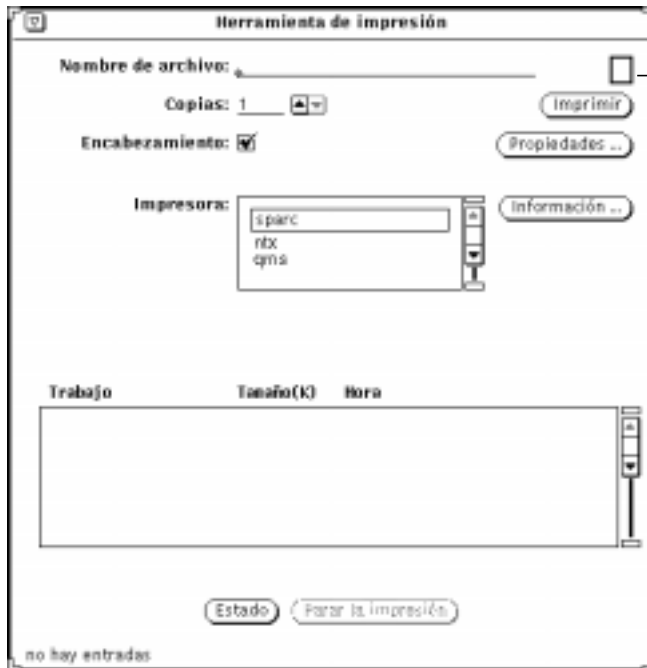 Herramienta de impresión
Nombre de archivo:
Copias: 1
Imprimir
Encabezamiento:
Propiedades ...
Impresora:
Información ...
sparc
ntx
qms
Trabajo Tamaño(K) Hora
Estado Parar la impresión
no hay entradas